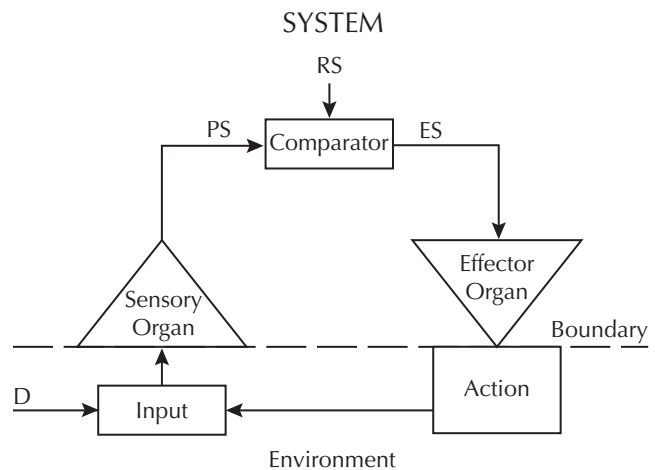 SYSTEM
RS
PS
Comparator
ES
Sensory
Organ
Effector
Organ
Boundary
D
Input
Action
Environment